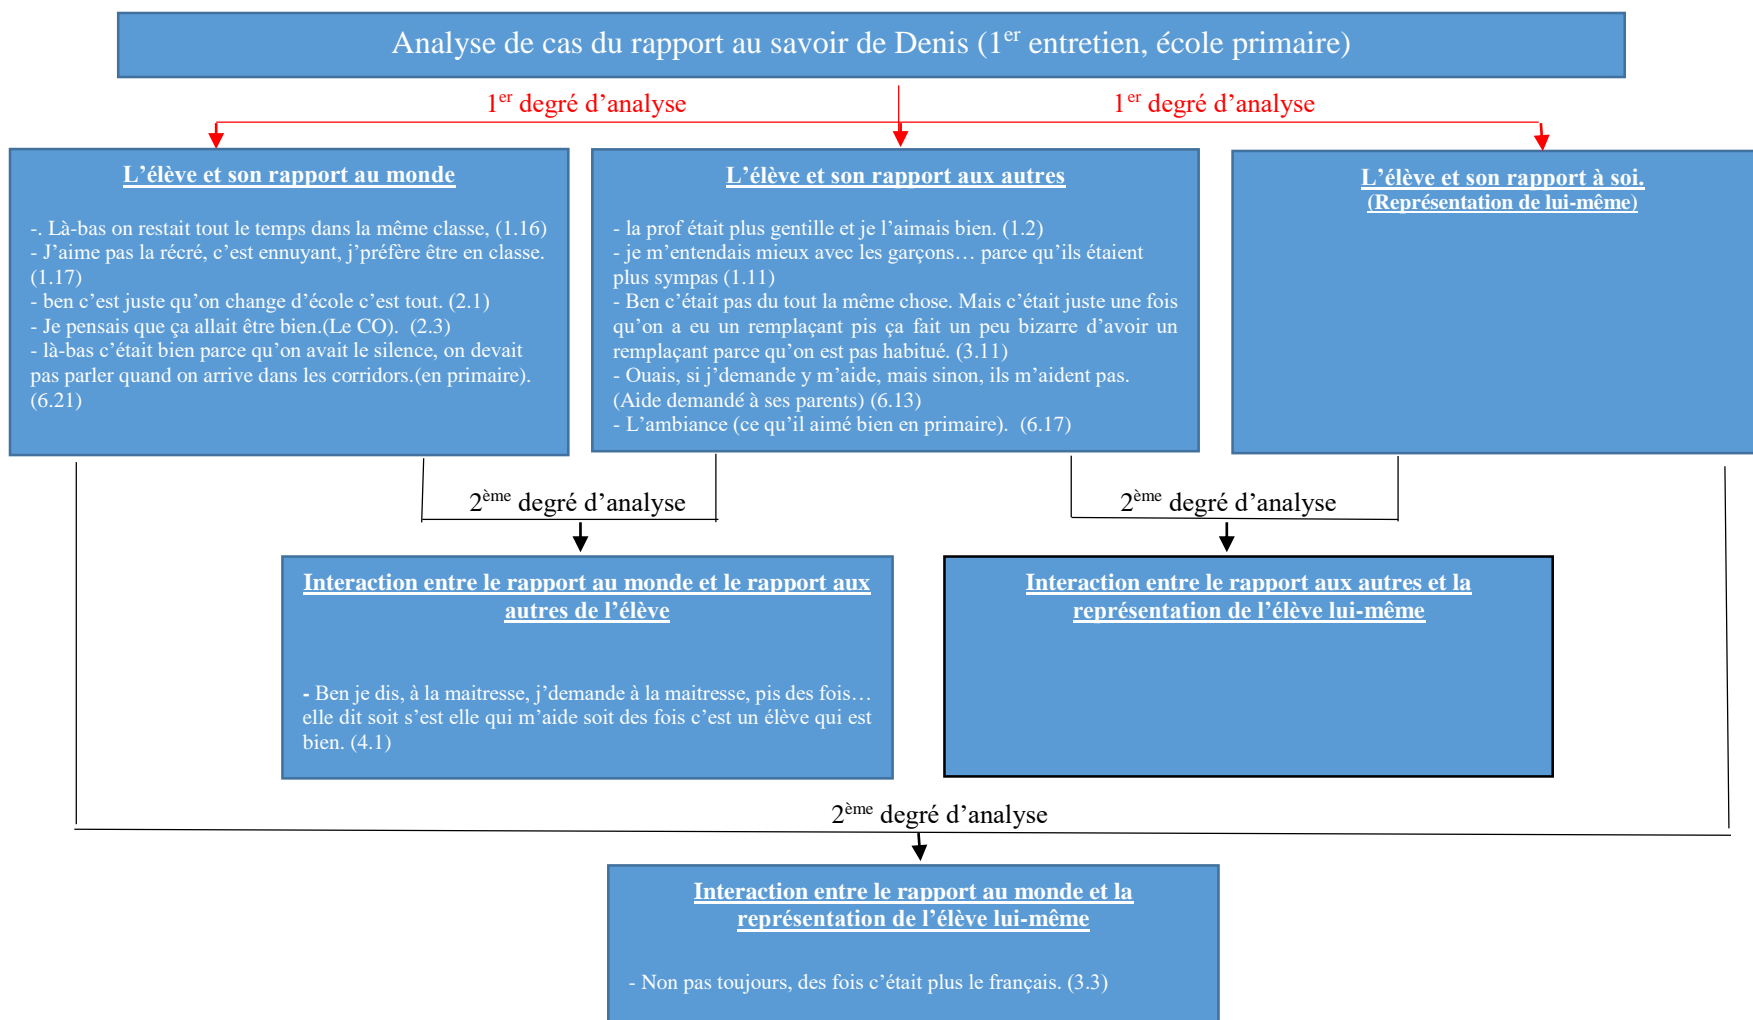 Analyse de cas du rapport au savoir de Denis (1er entretien, école primaire)
1er degré d'analyse
1er degré d'analyse
L'élève et son rapport au monde
-. Là-bas on restait tout le temps dans la même classe, (1.16)
- J'aime pas la récré, c'est ennuyant, j'préfère être en classe.
(1.17)
- ben c'est juste qu'on change d'école c'est tout. (2.1)
- Je pensais que ça allait être bien.(Le CO). (2.3)
- là-bas c'était bien parce qu'on avait le silence, on devait
pas parler quand on arrive dans les corridors.(en primaire).
(6.21)
L'élève et son rapport aux autres
- la prof était plus gentille et je l'aimais bien. (1.2)
- je m'entendais mieux avec les garçons… parce qu'ils étaient
plus sympas (1.11)
- Ben c'était pas du tout la même chose. Mais c'était juste une fois
qu'on a eu un remplaçant pis ça fait un peu bizarre d'avoir un
remplaçant parce qu'on est pas habitué. (3.11)
- Ouais, si j'demande y m'aide, mais sinon, ils m'aident pas.
(Aide demandé à ses parents) (6.13)
- L'ambiance (ce qu'il aimé bien en primaire). (6.17)
L'élève et son rapport à soi.
(Représentation de lui-même)
2ème degré d'analyse
2ème degré d'analyse
Interaction entre le rapport au monde et le rapport aux
autres de l'élève
- Ben je dis, à la maitresse, j'demande à la maitresse, pis des fois…
elle dit soit s'est elle qui m'aide soit des fois c'est un élève qui est
bien. (4.1)
Interaction entre le rapport aux autres et la
représentation de l'élève lui-même
2ème degré d'analyse
Interaction entre le rapport au monde et la
représentation de l'élève lui-même
- Non pas toujours, des fois c'était plus le français. (3.3)